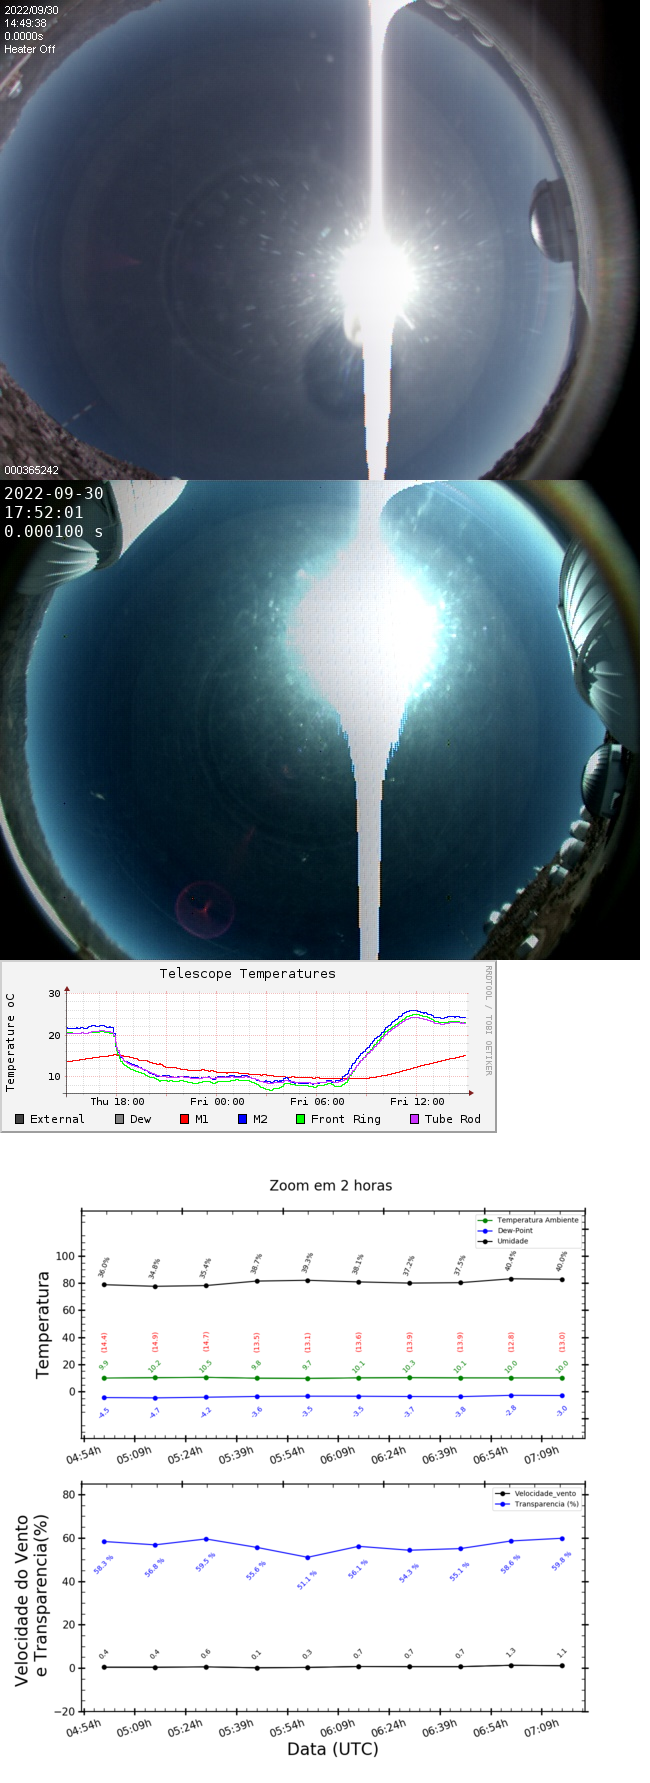 2022/09/30
14:49:38
0.0000s
Heater Off
000365242
2022-09-30
17:52:01
0.000100 s
Telescope Temperatures
RRDTOOL / TOBI OETIKER
Temperature oC
30
20
10
Thu 18:00 Fri 00:00 Fri 06:00 Fri 12:00
External Dew M1 M2 Front Ring Tube Rod
Zoom em 2 horas
Temperatura Ambiente
Dew-Point
Umidade
Temperatura
100
80
60
40
20
0
36.0% 34.8% 35.4% 38.7% 39.3% 38.1% 37.2% 37.5% 40.4% 40.0%
(14.4) (14.9) (14.7) (13.5) (13.1) (13.6) (13.9) (13.9) (12.8) (13.0)
9.9 10.2 10.5 9.8 9.7 10.1 10.3 10.1 10.0 10.0
-4.5 -4.7 -4.2 -3.6 -3.5 -3.5 -3.7 -3.8 -2.8 -3.0
04:54h 05:09h 05:24h 05:39h 05:54h 06:09h 06:24h 06:39h 06:54h 07:09h
Velocidade_vento
Transparencia (%)
Velocidade do Vento
e Transparencia(%)
80
60
40
20
0
−20
58.3 % 56.8 % 59.5 % 55.6 % 51.1 % 56.1 % 54.3 % 55.1 % 58.6 % 59.8 %
0.4 0.4 0.6 0.1 0.3 0.7 0.7 0.7 1.3 1.1
04:54h 05:09h 05:24h 05:39h 05:54h 06:09h 06:24h 06:39h 06:54h 07:09h
Data (UTC)